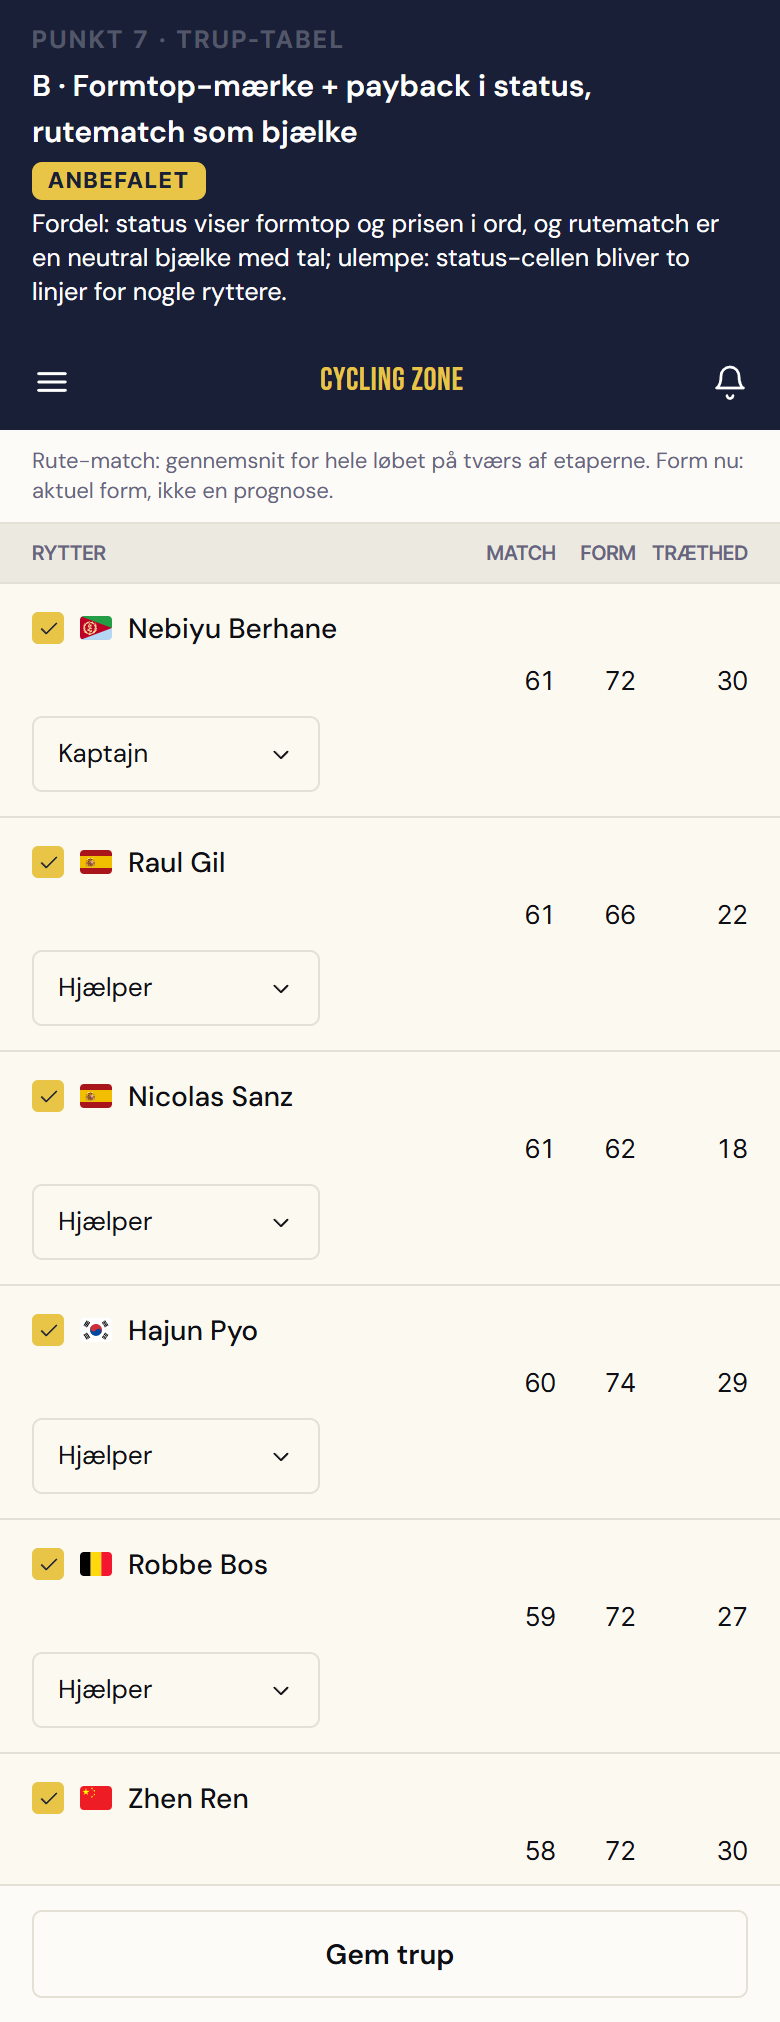 PUNKT 7 · TRUP-TABEL
B · Formtop-mærke + payback i status,
rutematch som bjælke
ANBEFALET
Fordel: status viser formtop og prisen i ord, og rutematch er
en neutral bjælke med tal; ulempe: status-cellen bliver to
linjer for nogle ryttere.
CYCLING ZONE
Rute-match: gennemsnit for hele løbet på tværs af etaperne. Form nu:
aktuel form, ikke en prognose.
RYTTER MATCH FORM TRÆTHED
Nebiyu Berhane
61 72 30
Kaptajn
Raul Gil
61 66 22
Hjælper
Nicolas Sanz
61 62 18
Hjælper
Hajun Pyo
60 74 29
Hjælper
Robbe Bos
59 72 27
Hjælper
Zhen Ren
58 72 30
Gem trup